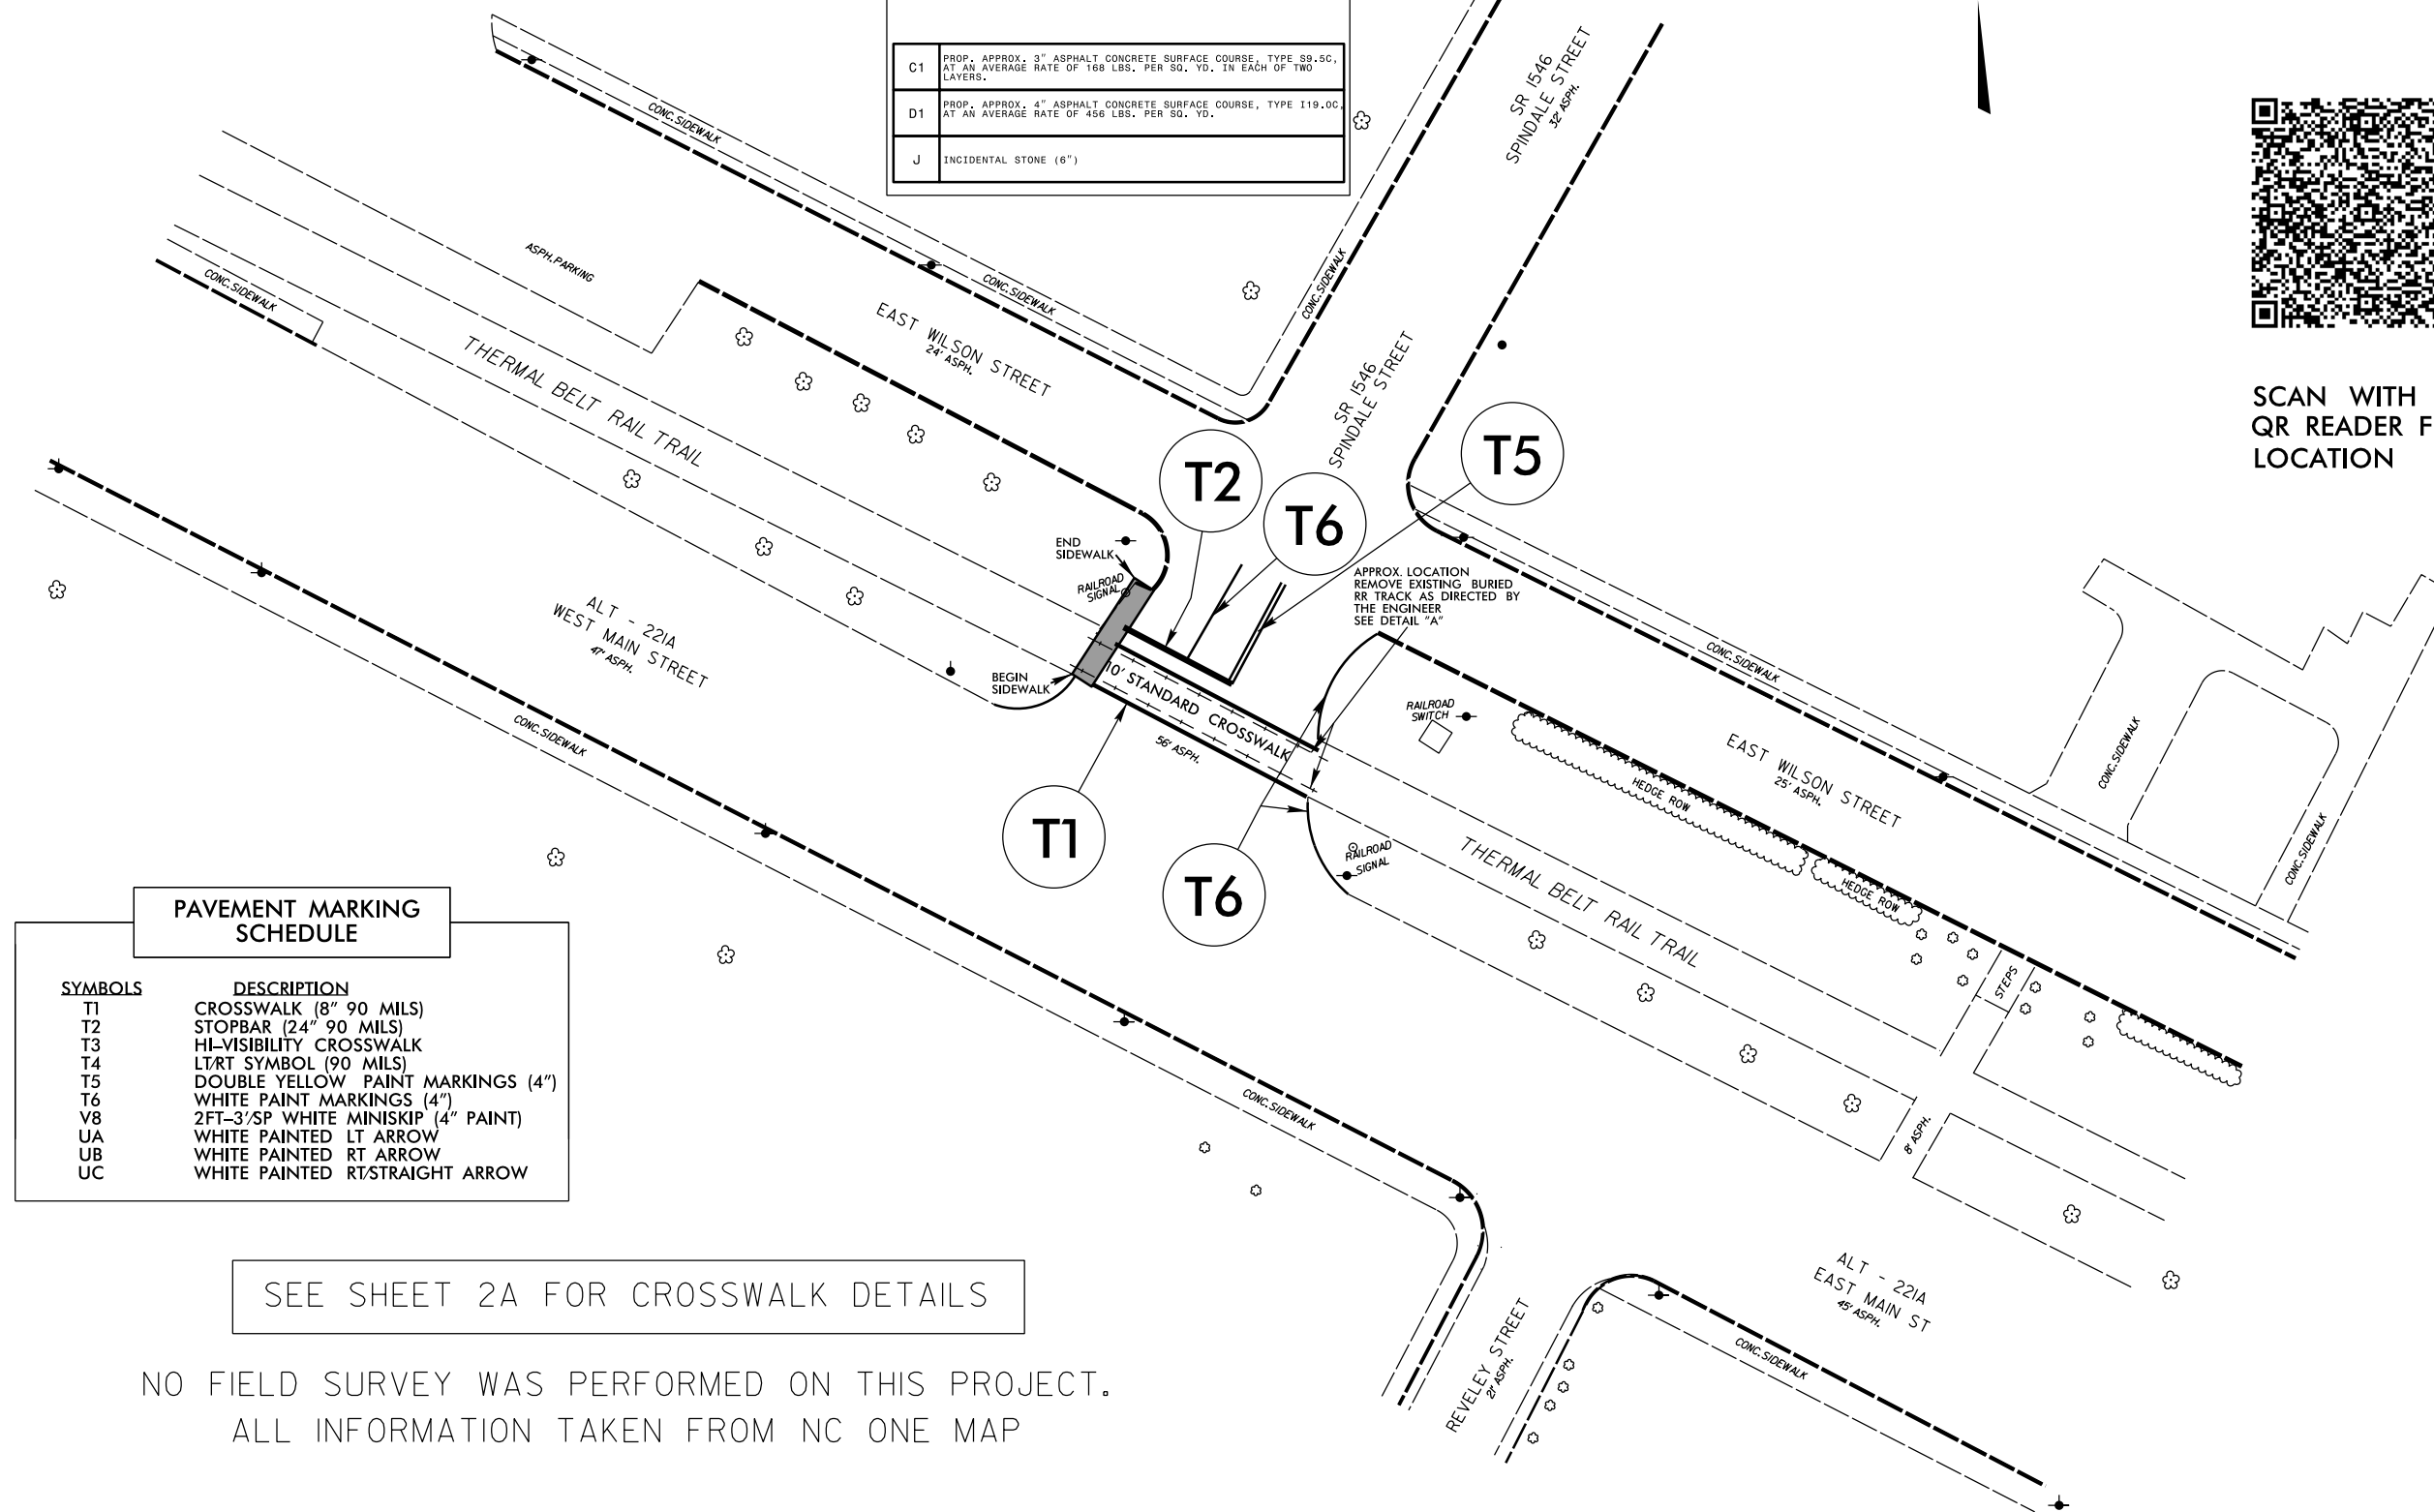 C1 PROP. APPROX. 3" ASPHALT CONCRETE SURFACE COURSE, TYPE S9.5C,
AT AN AVERAGE RATE OF 168 LBS. PER SQ. YD. IN EACH OF TWO
LAYERS.
D1 PROP. APPROX. 4" ASPHALT CONCRETE SURFACE COURSE, TYPE I19.0C,
AT AN AVERAGE RATE OF 456 LBS. PER SQ. YD.
J INCIDENTAL STONE (6")
SR 1546
SPINDALE STREET
32' ASPH.
SCAN WITH
QR READER F
LOCATION
CONC. SIDEWALK
ASPH. PARKING
CONC. SIDEWALK
CONC. SIDEWALK
CONC. SIDEWALK
EAST WILSON STREET
24' ASPH.
THERMAL BELT RAIL TRAIL
SR 1546
SPINDALE STREET
T2
T6
T5
END
SIDEWALK
RAILROAD
SIGNAL
APPROX. LOCATION
REMOVE EXISTING BURIED
RR TRACK AS DIRECTED BY
THE ENGINEER
SEE DETAIL "A"
ALT - 221A
WEST MAIN STREET
47' ASPH.
BEGIN
SIDEWALK
10' STANDARD CROSSWALK
56' ASPH.
RAILROAD
SWITCH
CONC. SIDEWALK
CONC. SIDEWALK
EAST WILSON STREET
25' ASPH.
HEDGE ROW
HEDGE ROW
CONC. SIDEWALK
CONC. SIDEWALK
T1
T6
RAILROAD
SIGNAL
THERMAL BELT RAIL TRAIL
STEPS
8' ASPH.
CONC. SIDEWALK
PAVEMENT MARKING
SCHEDULE
SYMBOLS DESCRIPTION
T1 CROSSWALK (8" 90 MILS)
T2 STOPBAR (24" 90 MILS)
T3 HI-VISIBILITY CROSSWALK
T4 LT/RT SYMBOL (90 MILS)
T5 DOUBLE YELLOW PAINT MARKINGS (4")
T6 WHITE PAINT MARKINGS (4")
V8 2FT-3'/SP WHITE MINISKIP (4" PAINT)
UA WHITE PAINTED LT ARROW
UB WHITE PAINTED RT ARROW
UC WHITE PAINTED RT/STRAIGHT ARROW
SEE SHEET 2A FOR CROSSWALK DETAILS
NO FIELD SURVEY WAS PERFORMED ON THIS PROJECT.
ALL INFORMATION TAKEN FROM NC ONE MAP
REVELEY STREET
21' ASPH.
ALT - 221A
EAST MAIN ST
45' ASPH.
CONC. SIDEWALK